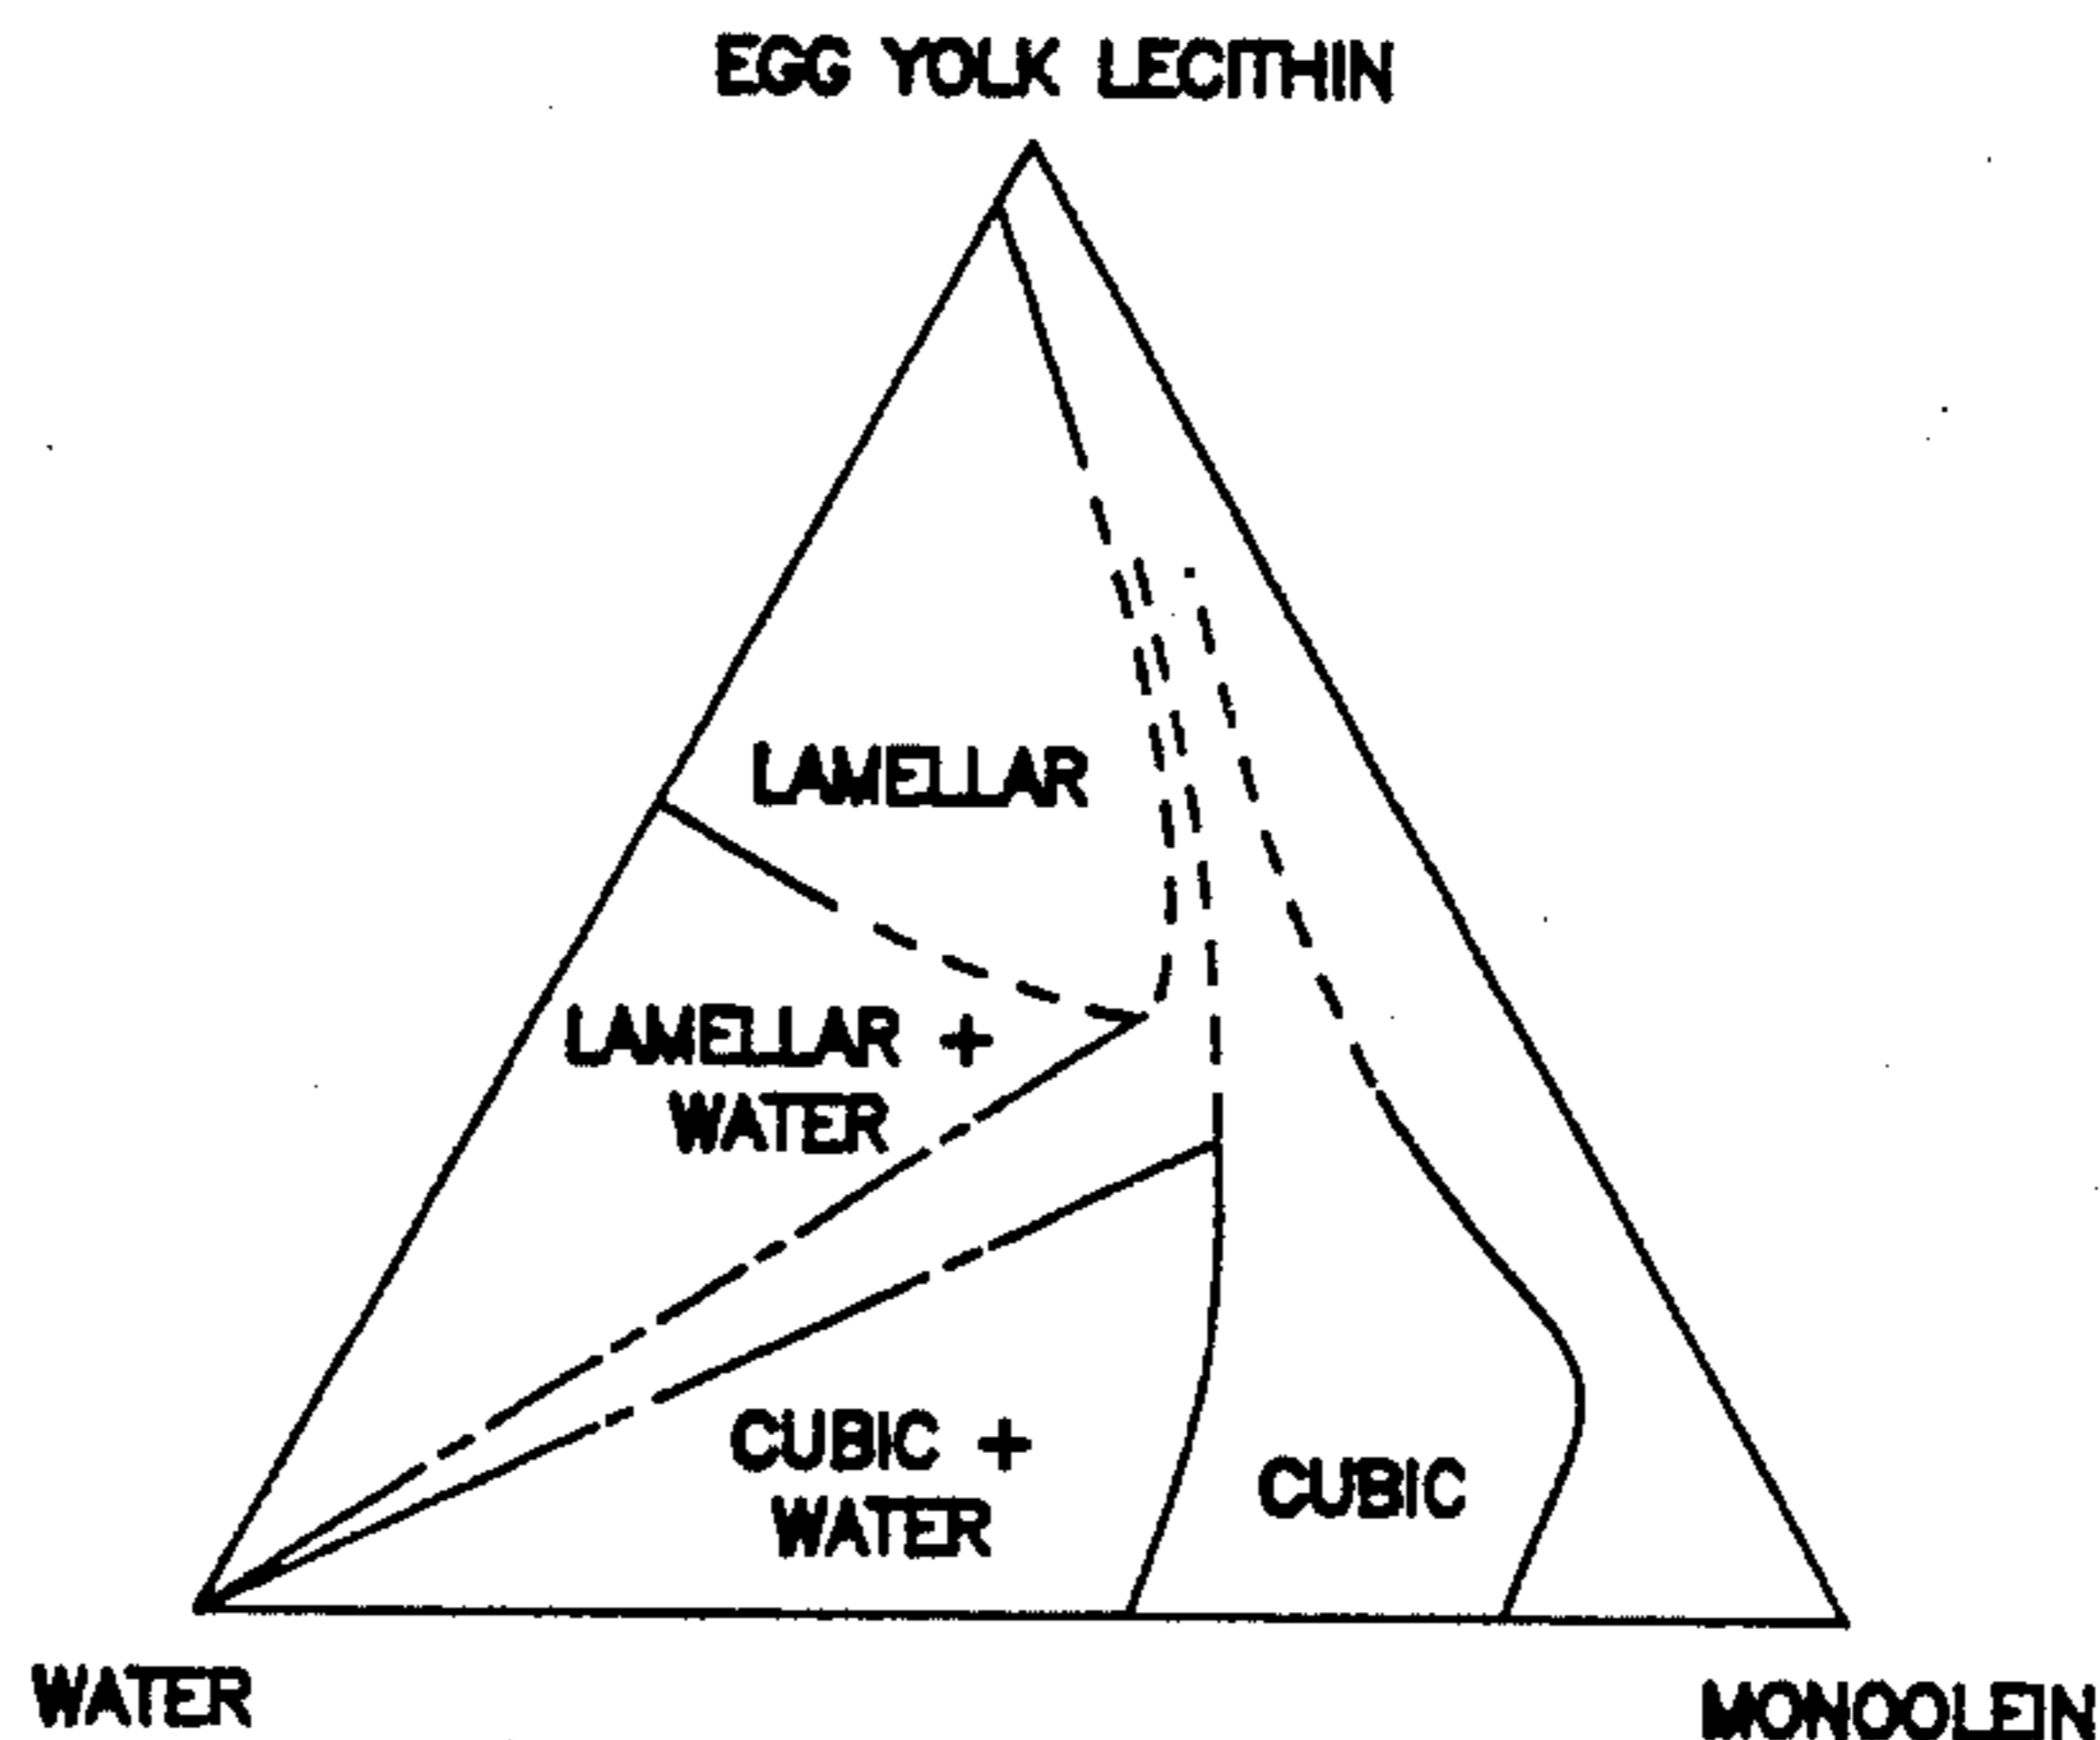 EGG YOLK LECITHIN
LAMELLAR
LAMELLAR +
WATER
CUBIC +
WATER
CUBIC
WATER
MONOOLEIN